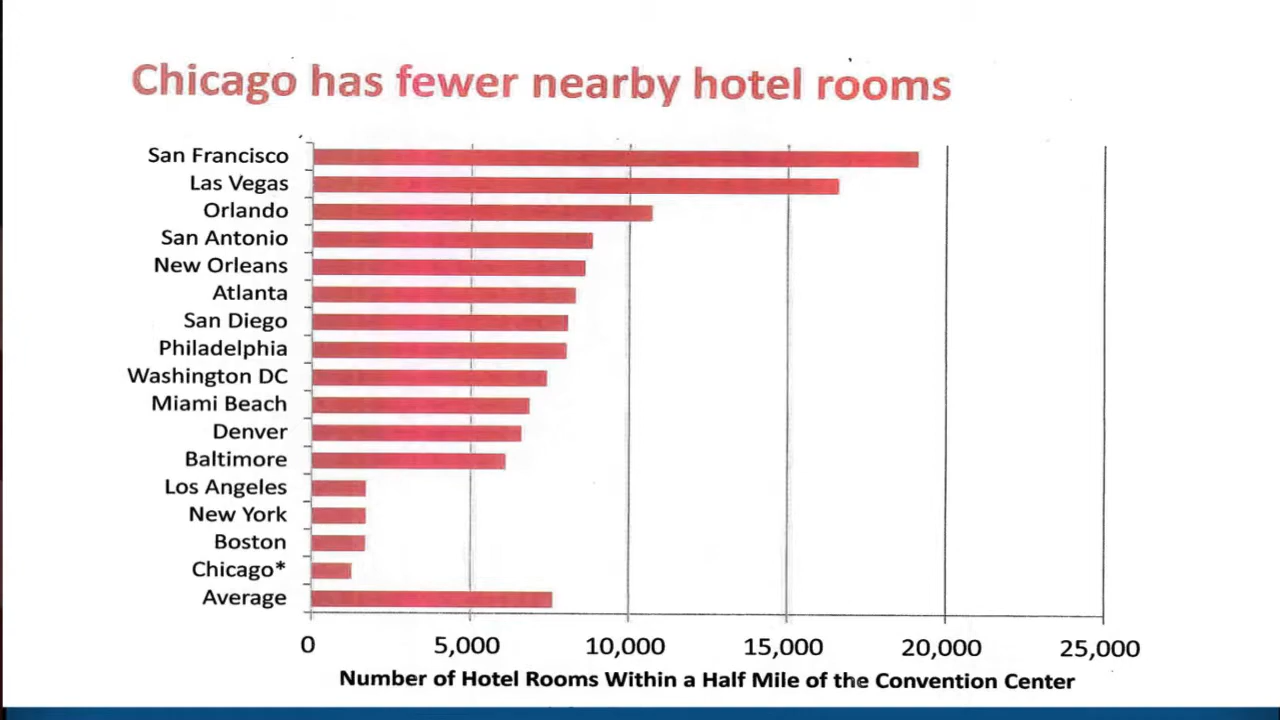 Chicago has fewer nearby hotel rooms
San Francisco
Las Vegas
Orlando
San Antonio
New Orleans
Atlanta
San Diego
Philadelphia
Washington DC
Miami Beach
Denver
Baltimore
Los Angeles
New York
Boston
Chicago*
Average
0 5,000 10,000 15,000 20,000 25,000
Number of Hotel Rooms Within a Half Mile of the Convention Center